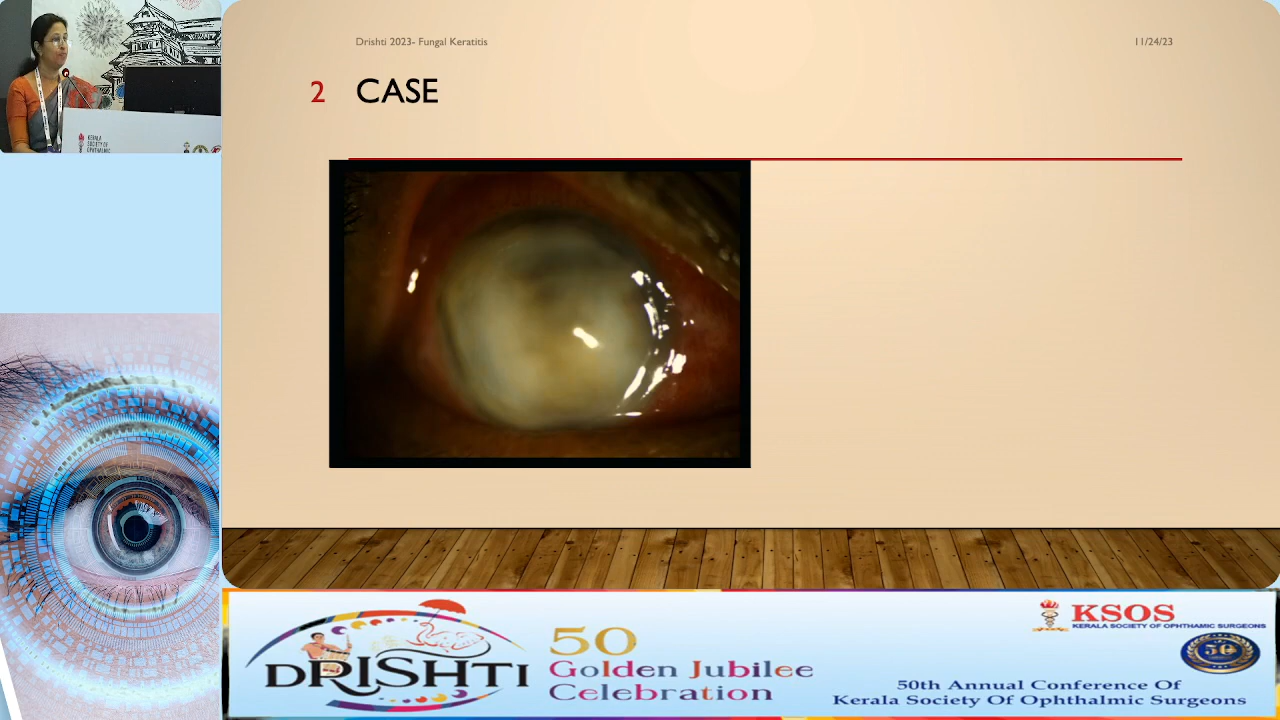 Drishti 2023- Fungal Keratitis
11/24/23
2
CASE
KERALA
SOCIETY OF
OPHTHALMIC
DRISHTI
50
Golden Jubilee
Celebration
KSOS
KERALA SOCIETY OF OPHTHAMIC SURGEONS
50
50th Annual Conference Of
Kerala Society Of Ophthalmic Surgeons